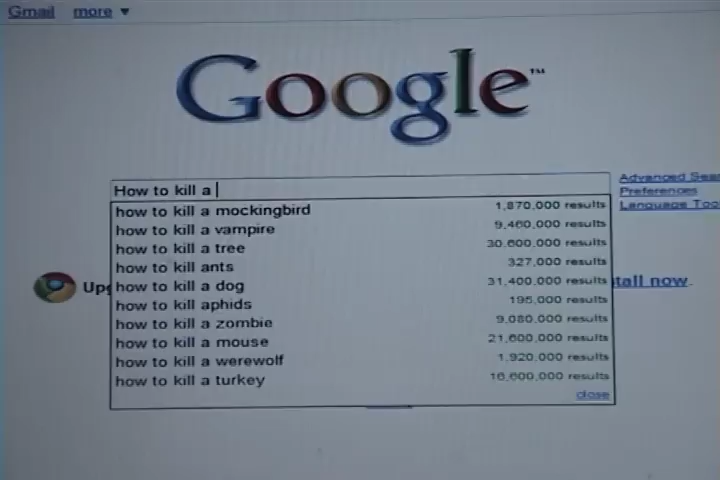 Gmail more ▼
Google™
How to kill a
how to kill a mockingbird 1,870,000 results
how to kill a vampire 9,460,000 results
how to kill a tree 30,600,000 results
how to kill ants 327,000 results
how to kill a dog 31,400,000 results
how to kill aphids 195,000 results
how to kill a zombie 9,080,000 results
how to kill a mouse 21,600,000 results
how to kill a werewolf 1,920,000 results
how to kill a turkey 16,600,000 results
close
Advanced Sea
Preferences
Language Too
Upg
tall now.